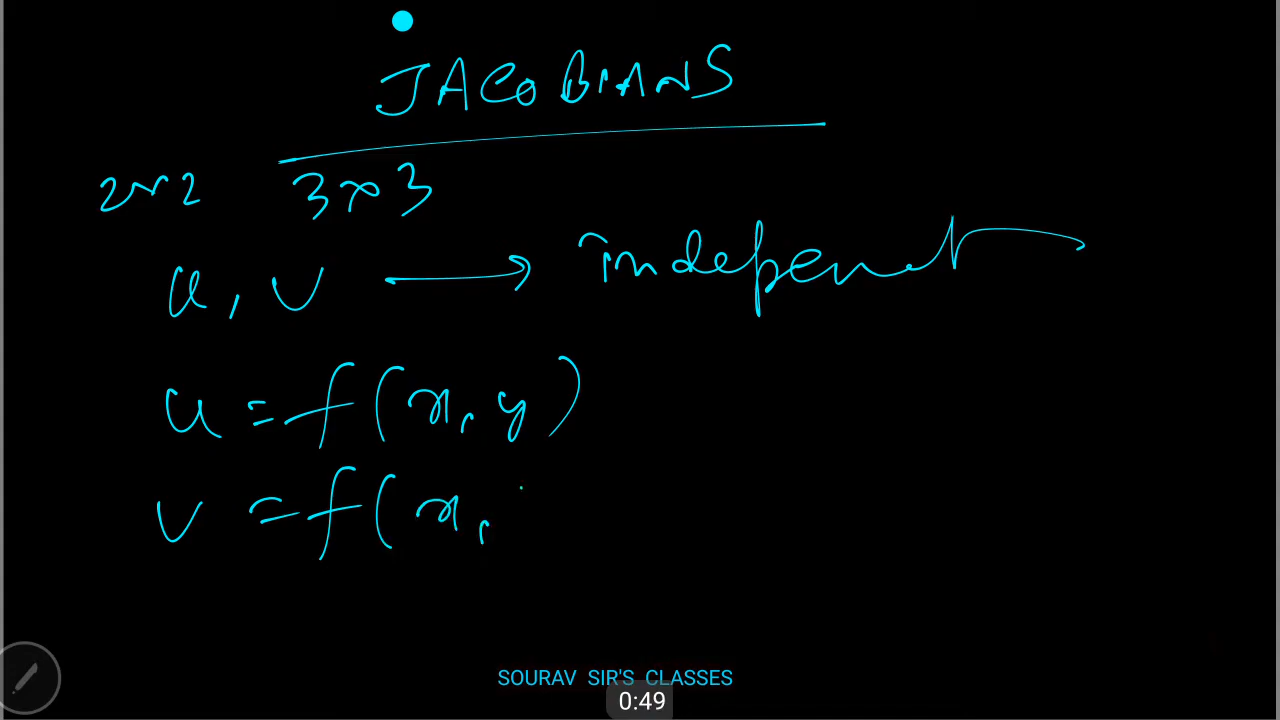 JACOBIANS
2x2 3x3
u, v → independent
u = f(x, y)
v = f(x,
SOURAV SIR'S CLASSES
0:49